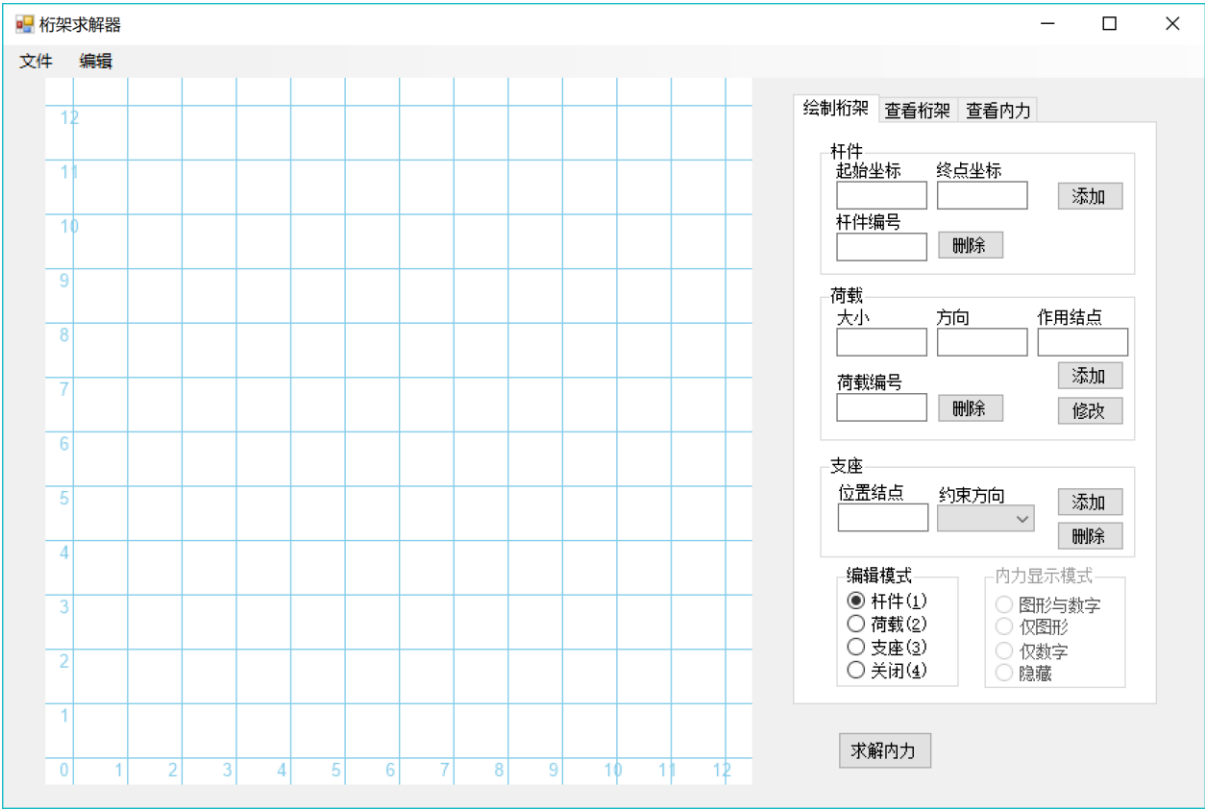 桁架求解器
文件 编辑
12
11
10
9
8
7
6
5
4
3
2
1
0 1 2 3 4 5 6 7 8 9 10 11 12
绘制桁架 查看桁架 查看内力
杆件
起始坐标 终点坐标
添加
杆件编号
删除
荷载
大小 方向 作用结点
添加
荷载编号
删除 修改
支座
位置结点 约束方向
添加
删除
编辑模式 内力显示模式
杆件(1) 图形与数字
荷载(2) 仅图形
支座(3) 仅数字
关闭(4) 隐藏
求解内力